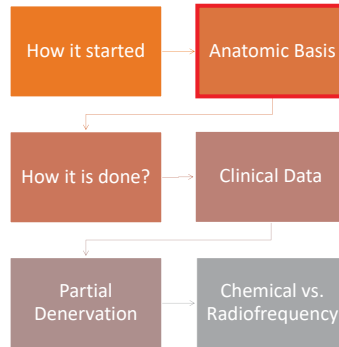 How it started
Anatomic Basis
How it is done?
Clinical Data
Partial
Denervation
Chemical vs.
Radiofrequency